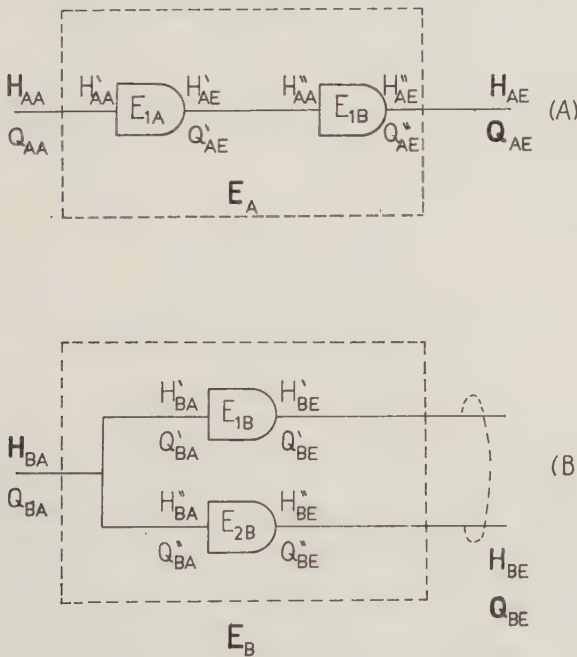 H_AA H`_AA H`_AE H``_AA H``_AE H_AE
E_1A E_1B (A)
Q_AA Q`_AE Q``_AE Q_AE
E_A
H`_BA H`_BE
E_1B
Q`_BA Q`_BE
H_BA
(B
Q_BA
H``_BA H``_BE
E_2B
Q``_BA Q``_BE
H_BE
Q_BE
E_B